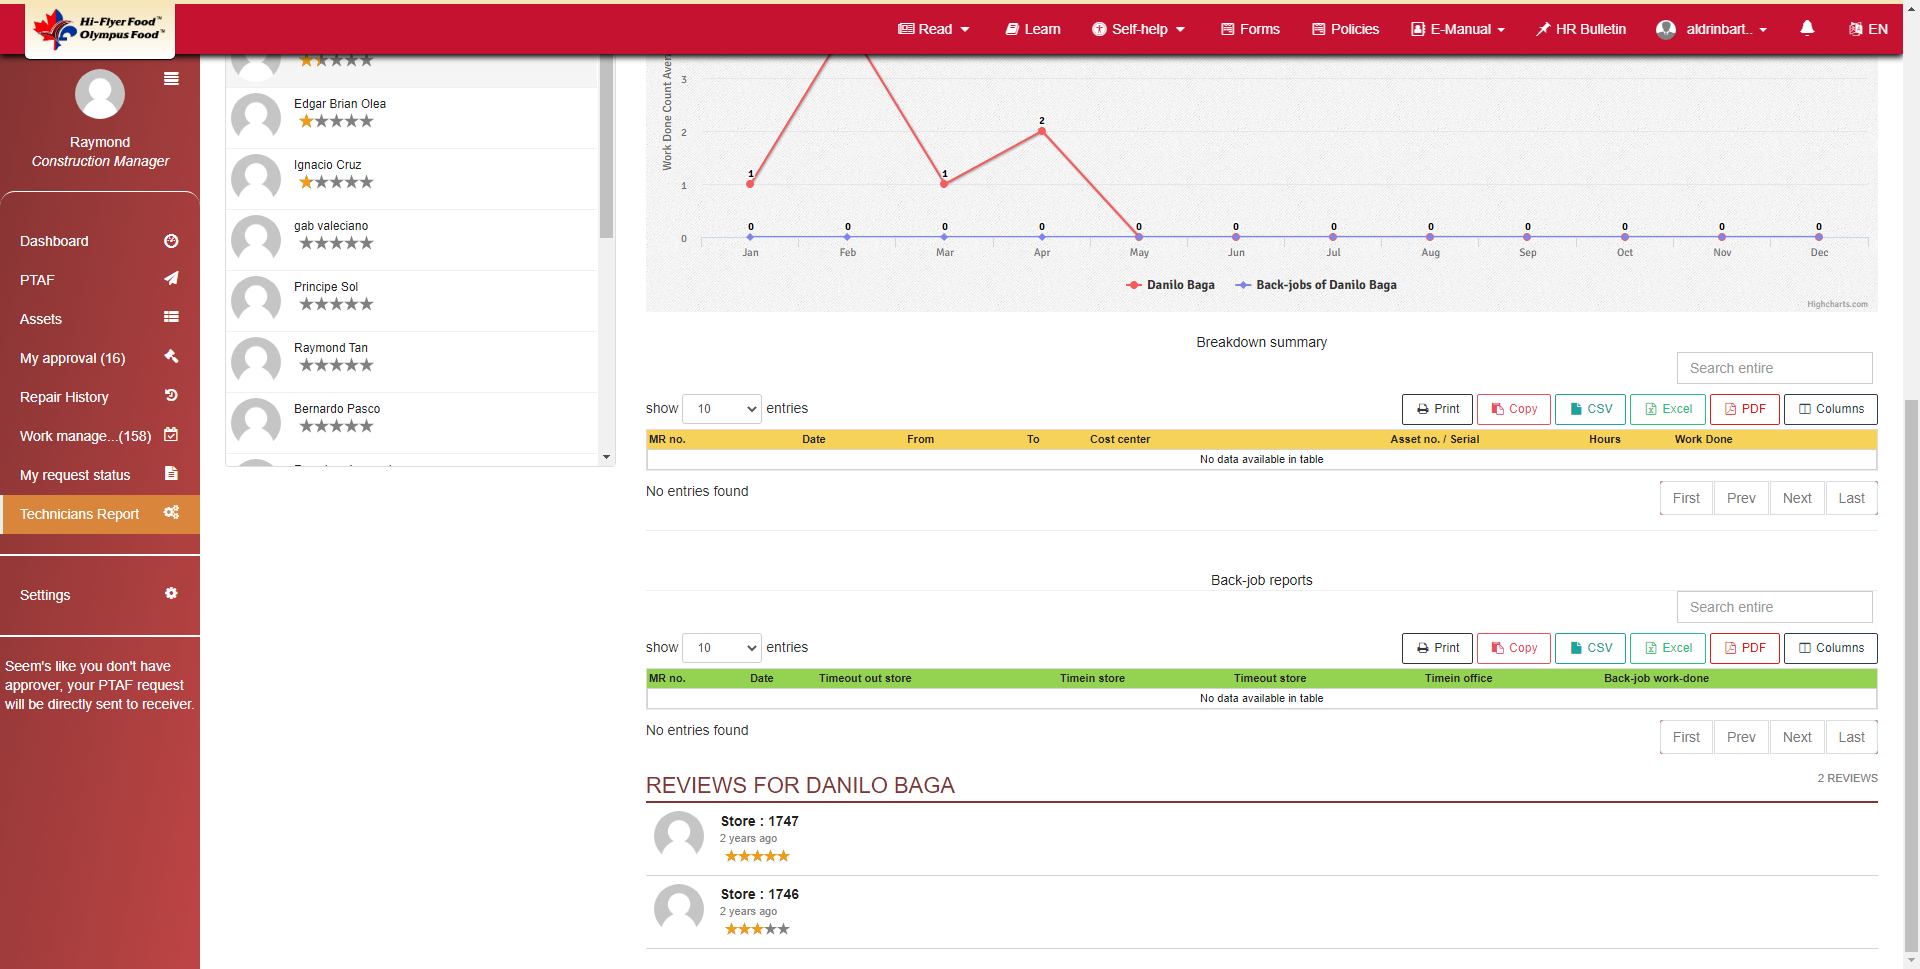 Hi-Flyer Food™
Olympus Food™
Read
Learn
Self-help
Forms
Policies
E-Manual
HR Bulletin
aldrinbart..
EN
Raymond
Construction Manager
Dashboard
PTAF
Assets
My approval (16)
Repair History
Work manage...(158)
My request status
Technicians Report
Settings
Seem's like you don't have
approver, your PTAF request
will be directly sent to receiver.
Edgar Brian Olea
Ignacio Cruz
gab valeciano
Principe Sol
Raymond Tan
Bernardo Pasco
Work Done Count Aver
3
2
1
0
1
1
2
0 0 0 0 0 0 0 0 0 0 0 0
Jan Feb Mar Apr May Jun Jul Aug Sep Oct Nov Dec
Danilo Baga Back-jobs of Danilo Baga
Highcharts.com
Breakdown summary
Search entire
show 10 entries
Print Copy CSV Excel PDF Columns
MR no. Date From To Cost center Asset no. / Serial Hours Work Done
No data available in table
No entries found
First Prev Next Last
Back-job reports
Search entire
show 10 entries
Print Copy CSV Excel PDF Columns
MR no. Date Timeout out store Timein store Timeout store Timein office Back-job work-done
No data available in table
No entries found
First Prev Next Last
REVIEWS FOR DANILO BAGA
2 REVIEWS
Store : 1747
2 years ago
Store : 1746
2 years ago